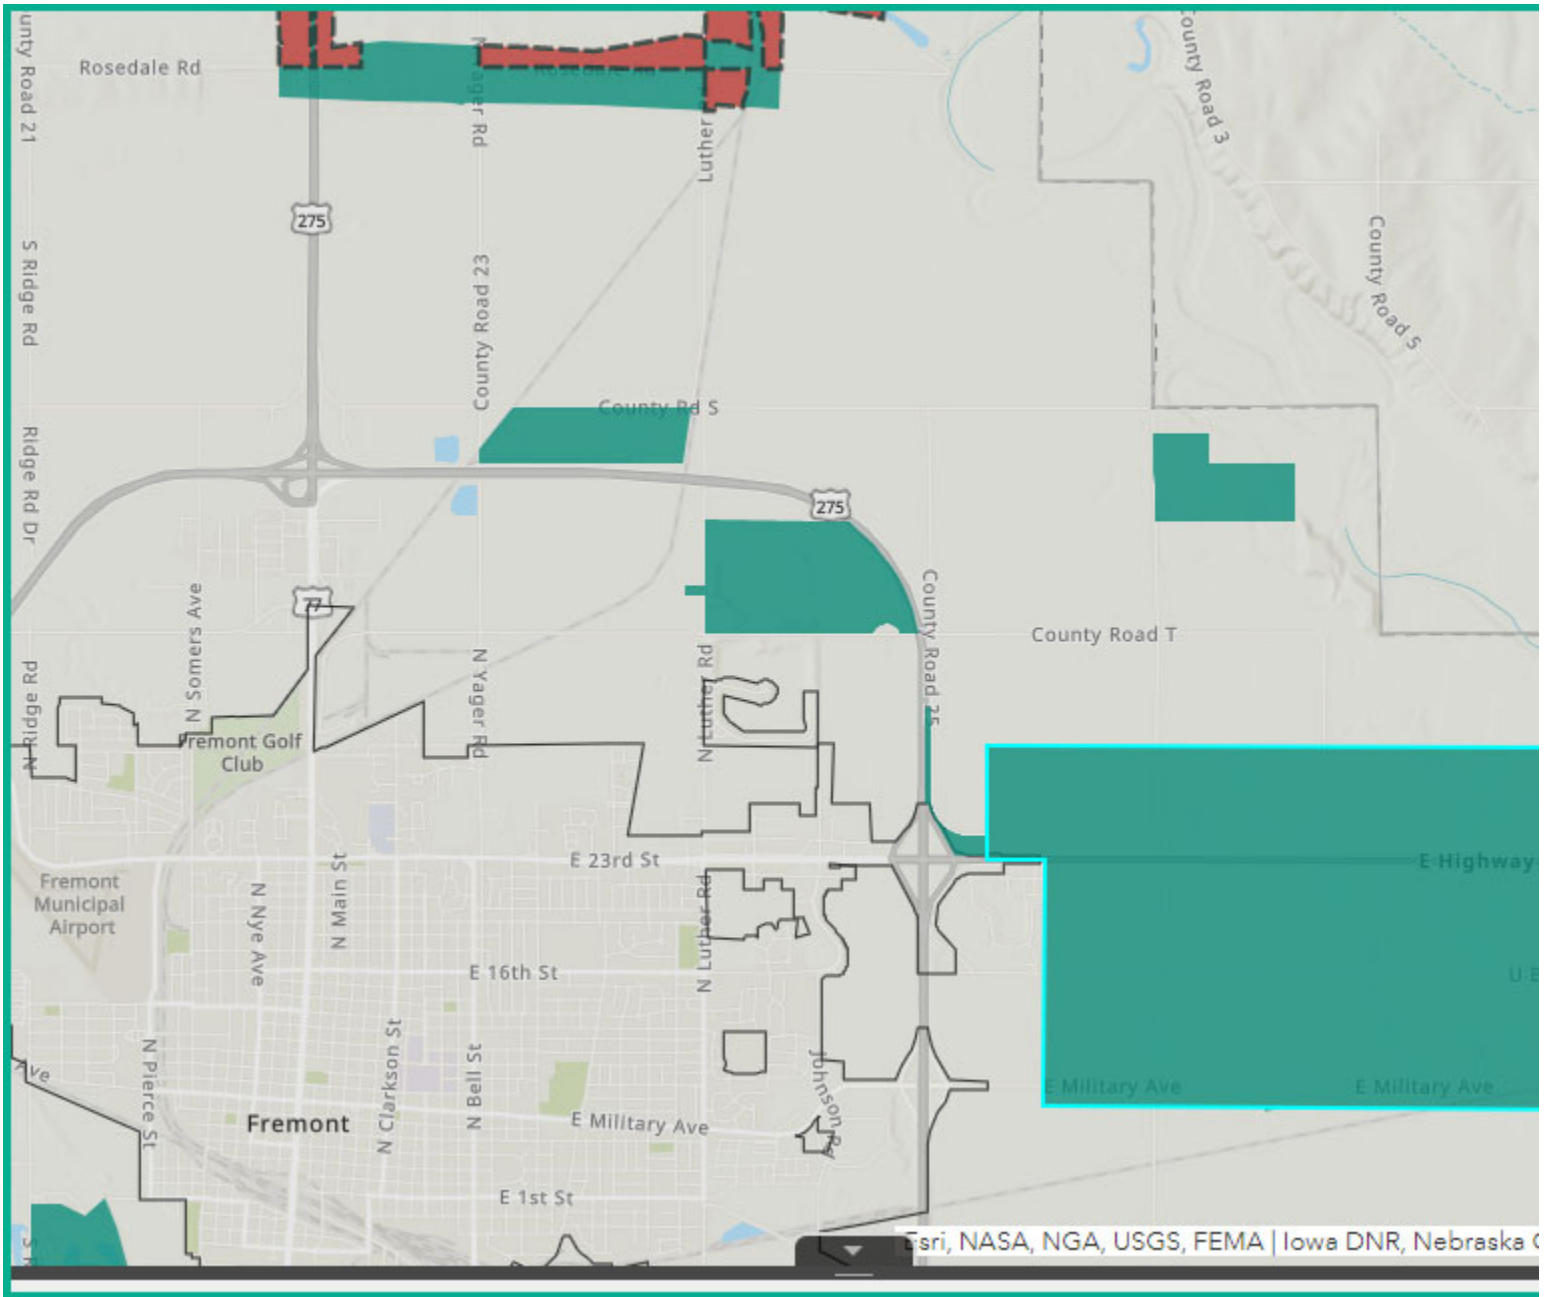 unty Road 21
Rosedale Rd
N Yager Rd
Rosedale Rd
Luther
County Road 3
275
S Ridge Rd
County Road 23
County Road S
County Rd S
Ridge Rd Dr
275
77
N Somers Ave
County Road 25
County Road T
N Ridge Rd
N Yager Rd
N Luther Rd
Fremont Golf
Club
E 23rd St
E Highway
Fremont
Municipal
Airport
N Nye Ave
N Main St
N Luther Rd
E 16th St
U E
Ave
N Pierce St
N Clarkson St
N Bell St
Johnson Rd
E Military Ave
E Military Ave
Fremont
E Military Ave
E 1st St
Esri, NASA, NGA, USGS, FEMA | Iowa DNR, Nebraska